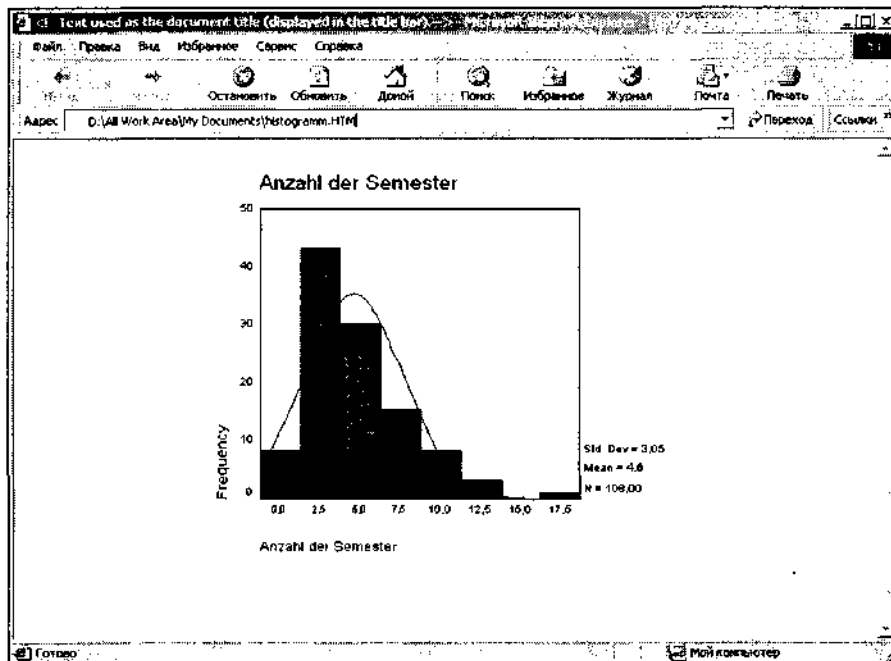 Text used as the document title (displayed in the title bar)
Файл Правка Вид Избранное Сервис Справка
Остановить Обновить Домой Поиск Избранное Журнал Почта Печать
Адрес D:\All Work Area\My Documents\histogramm.HTM Переход Ссылки
Anzahl der Semester
50
40
30
20
10
0
Frequency
0,0 2,5 5,0 7,5 10,0 12,5 15,0 17,5
Std. Dev = 3,05
Mean = 4,6
N = 108,00
Anzahl der Semester
Готово
Мой компьютер